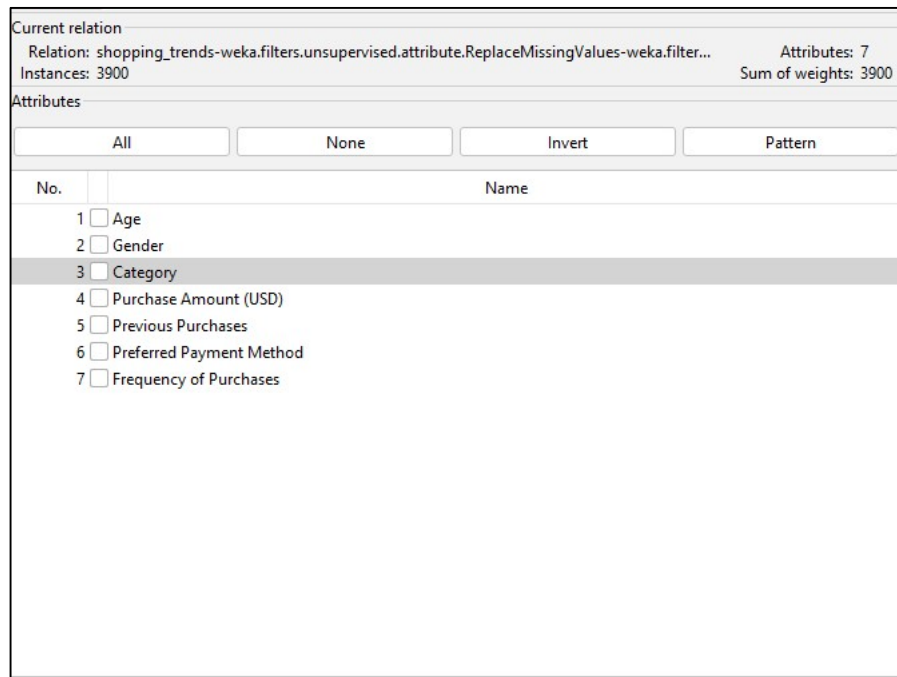 Current relation
Relation: shopping_trends-weka.filters.unsupervised.attribute.ReplaceMissingValues-weka.filter... Attributes: 7
Instances: 3900 Sum of weights: 3900
Attributes
All None Invert Pattern
No. Name
1 Age
2 Gender
3 Category
4 Purchase Amount (USD)
5 Previous Purchases
6 Preferred Payment Method
7 Frequency of Purchases